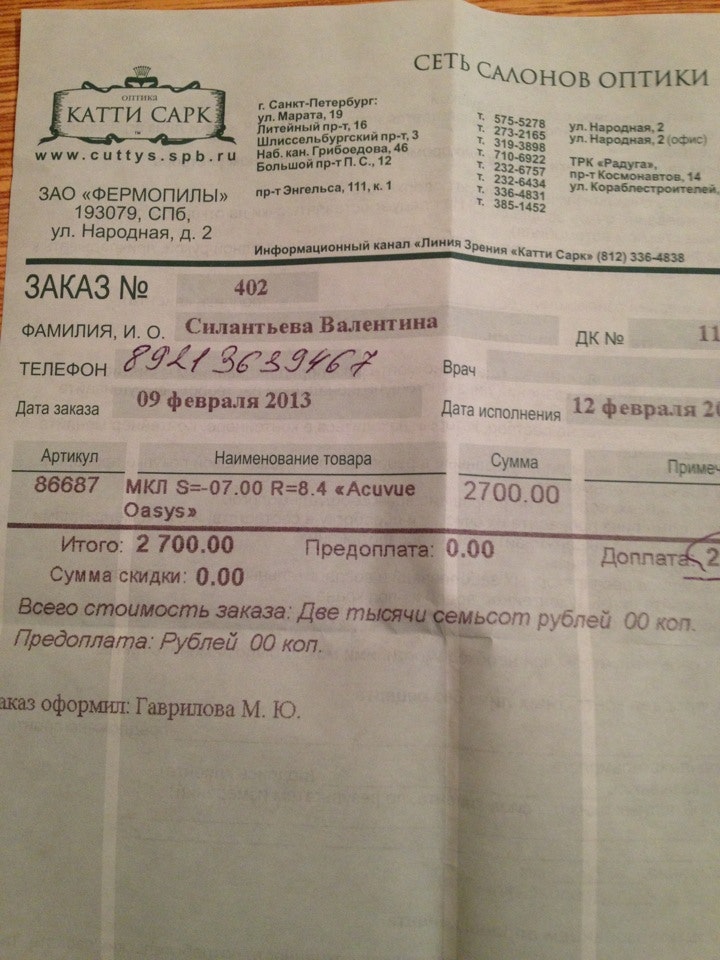 СЕТЬ САЛОНОВ ОПТИКИ
ОПТИКА
КАТТИ САРК
™
www.cuttys.spb.ru
ЗАО «ФЕРМОПИЛЫ»
193079, СПб,
ул. Народная, д. 2
г. Санкт-Петербург:
ул. Марата, 19
Литейный пр-т, 16
Шлиссельбургский пр-т, 3
Наб. кан. Грибоедова, 46
Большой пр-т П. С., 12
пр-т Энгельса, 111, к. 1
т. 575-5278
т. 273-2165
т. 319-3898
т. 710-6922
т. 232-6757
т. 232-6434
т. 336-4831
т. 385-1452
ул. Народная, 2
ул. Народная, 2 (офис)
ТРК «Радуга»,
пр-т Космонавтов, 14
ул. Кораблестроителей,
Информационный канал «Линия Зрения «Катти Сарк» (812) 336-4838
ЗАКАЗ № 402
ФАМИЛИЯ, И. О. Силантьева Валентина ДК № 11
ТЕЛЕФОН 89213639467 Врач
Дата заказа 09 февраля 2013 Дата исполнения 12 февраля 20
Артикул Наименование товара Сумма Примеч
86687 МКЛ S=-07.00 R=8.4 «Acuvue 2700.00
Oasys»
Итого: 2 700.00 Предоплата: 0.00 Доплата 2
Сумма скидки: 0.00
Всего стоимость заказа: Две тысячи семьсот рублей 00 коп.
Предоплата: Рублей 00 коп.
аказ оформил: Гаврилова М. Ю.